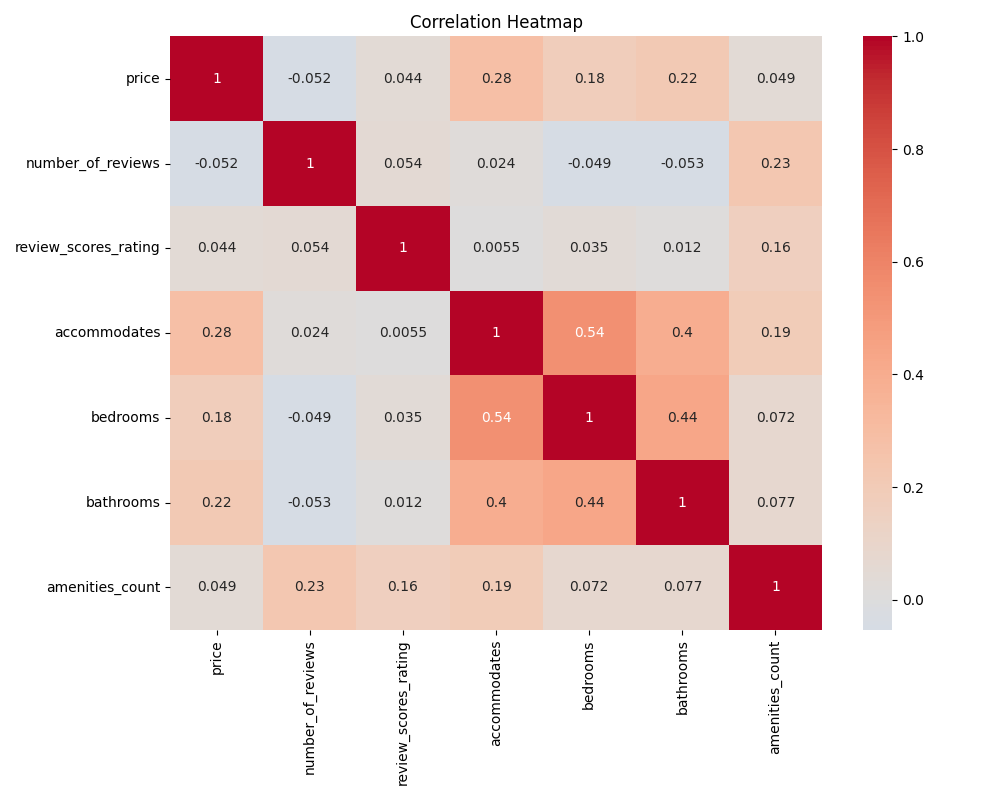 Correlation Heatmap
price 1 -0.052 0.044 0.28 0.18 0.22 0.049
number_of_reviews -0.052 1 0.054 0.024 -0.049 -0.053 0.23
review_scores_rating 0.044 0.054 1 0.0055 0.035 0.012 0.16
accommodates 0.28 0.024 0.0055 1 0.54 0.4 0.19
bedrooms 0.18 -0.049 0.035 0.54 1 0.44 0.072
bathrooms 0.22 -0.053 0.012 0.4 0.44 1 0.077
amenities_count 0.049 0.23 0.16 0.19 0.072 0.077 1
price
number_of_reviews
review_scores_rating
accommodates
bedrooms
bathrooms
amenities_count
1.0
0.8
0.6
0.4
0.2
0.0